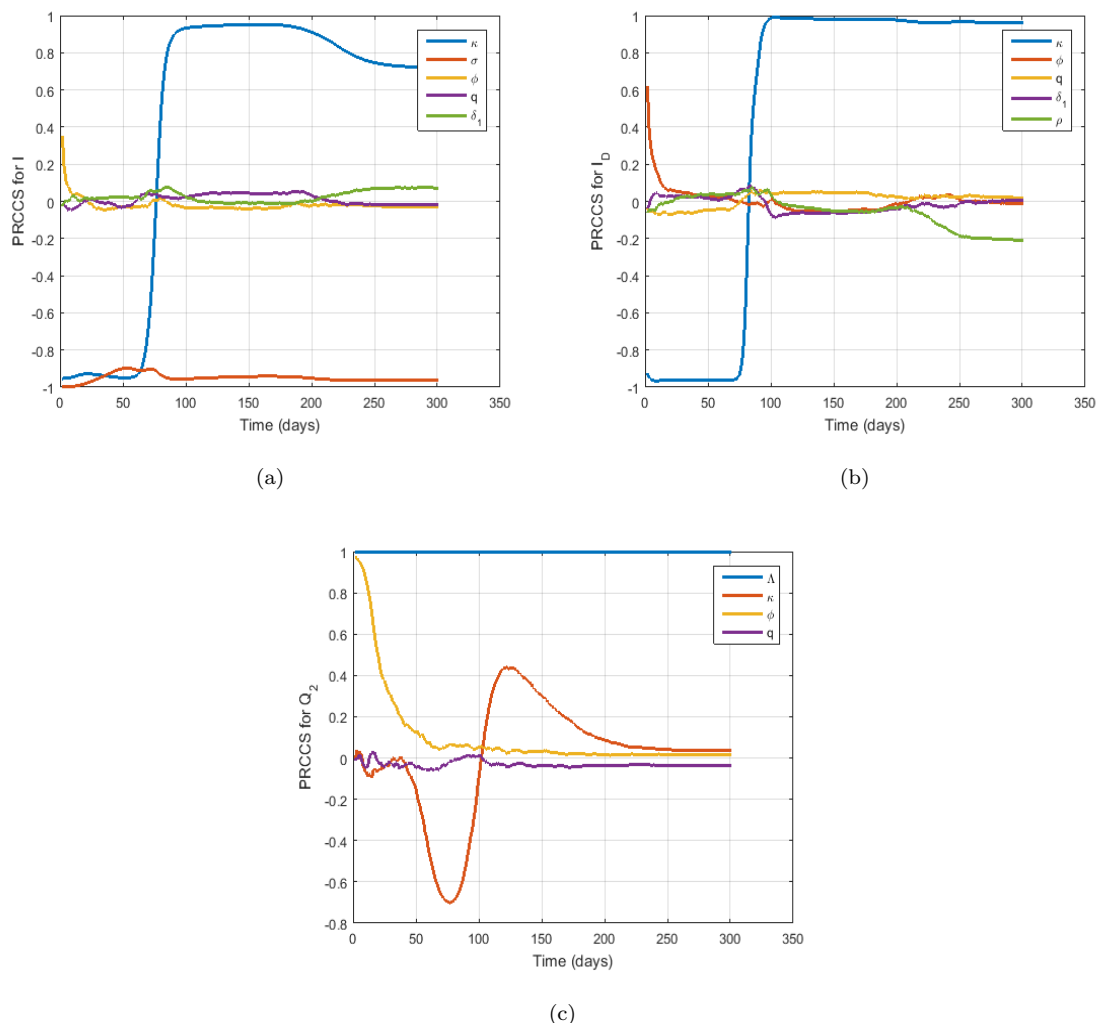 PRCCS for I
1
0.8
0.6
0.4
0.2
0
-0.2
-0.4
-0.6
-0.8
-1
0
50
100
150
200
250
300
350
Time (days)
κ
σ
ϕ
q
δ1
(a)
PRCCS for I_D
1
0.8
0.6
0.4
0.2
0
-0.2
-0.4
-0.6
-0.8
-1
0
50
100
150
200
250
300
350
Time (days)
κ
ϕ
q
δ1
ρ
(b)
PRCCS for Q2
1
0.8
0.6
0.4
0.2
0
-0.2
-0.4
-0.6
-0.8
0
50
100
150
200
250
300
350
Time (days)
Λ
κ
ϕ
q
(c)